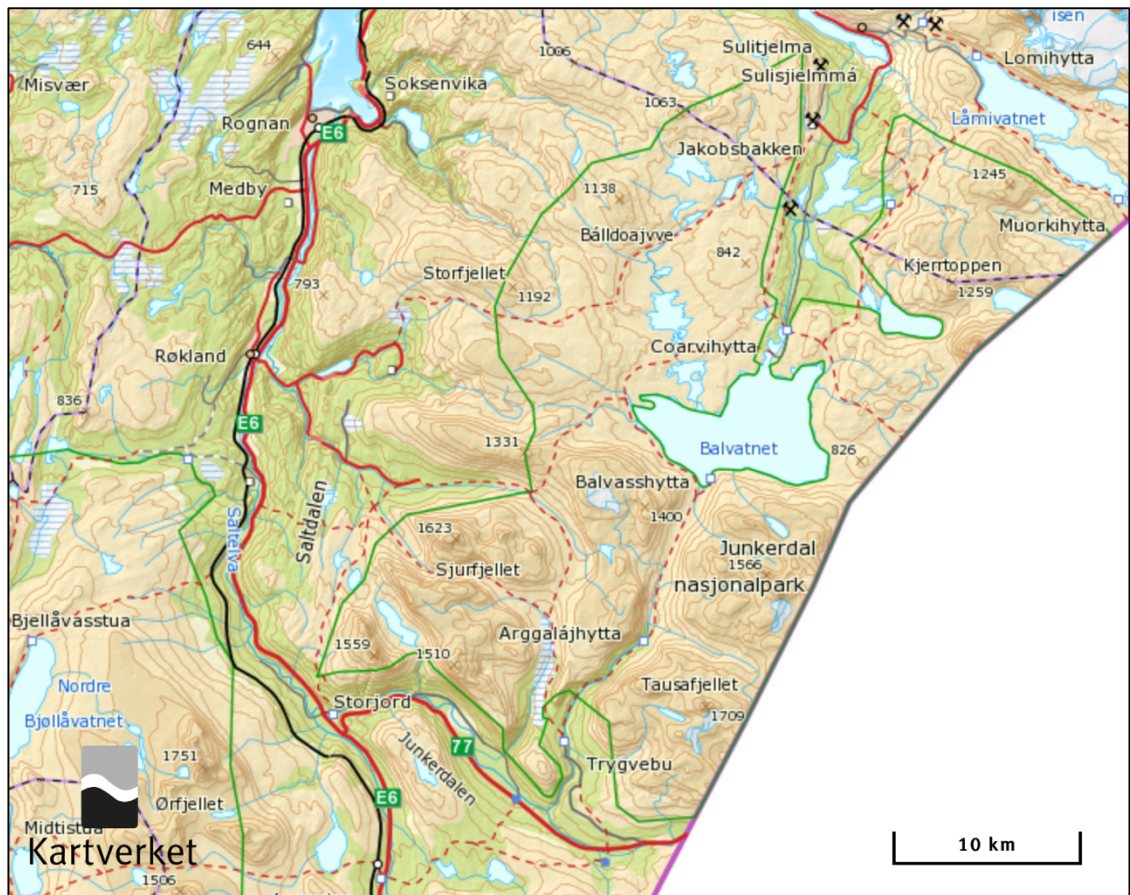 644
1633
Isen
Misvær
Soksenvika
1006
Sulitjelma
Sulisjielmmá
Lomihytta
Rognan
E6
1063
Låmivatnet
Jakobsbakken
715
Medby
1138
1245
Bálldoajvve
842
Muorkihytta
793
Storfjellet
1192
Kjerrtoppen
1259
Røkland
Coarvihytta
836
E6
1331
Balvatnet
826
Balvasshytta
1400
Saltelva
Saltdalen
1623
Junkerdal
1566
nasjonalpark
Sjurfjellet
Bjellåvasstua
Arggalájhytta
1559
1510
Nordre
Bjøllåvatnet
Tausafjellet
1709
Storjord
77
Junkerdalen
1751
Trygvebu
Ørfjellet
E6
Midtistua
Kartverket
10 km
1506